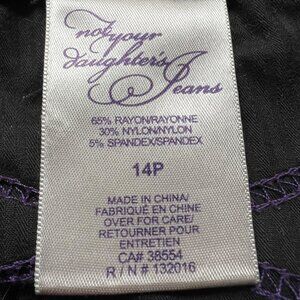 not your
daughter's
Jeans
65% RAYON/RAYONNE
30% NYLON/NYLON
5% SPANDEX/SPANDEX
14P
MADE IN CHINA/
FABRIQUÉ EN CHINE
OVER FOR CARE/
RETOURNER POUR
ENTRETIEN
CA# 38554
R / N # 132016